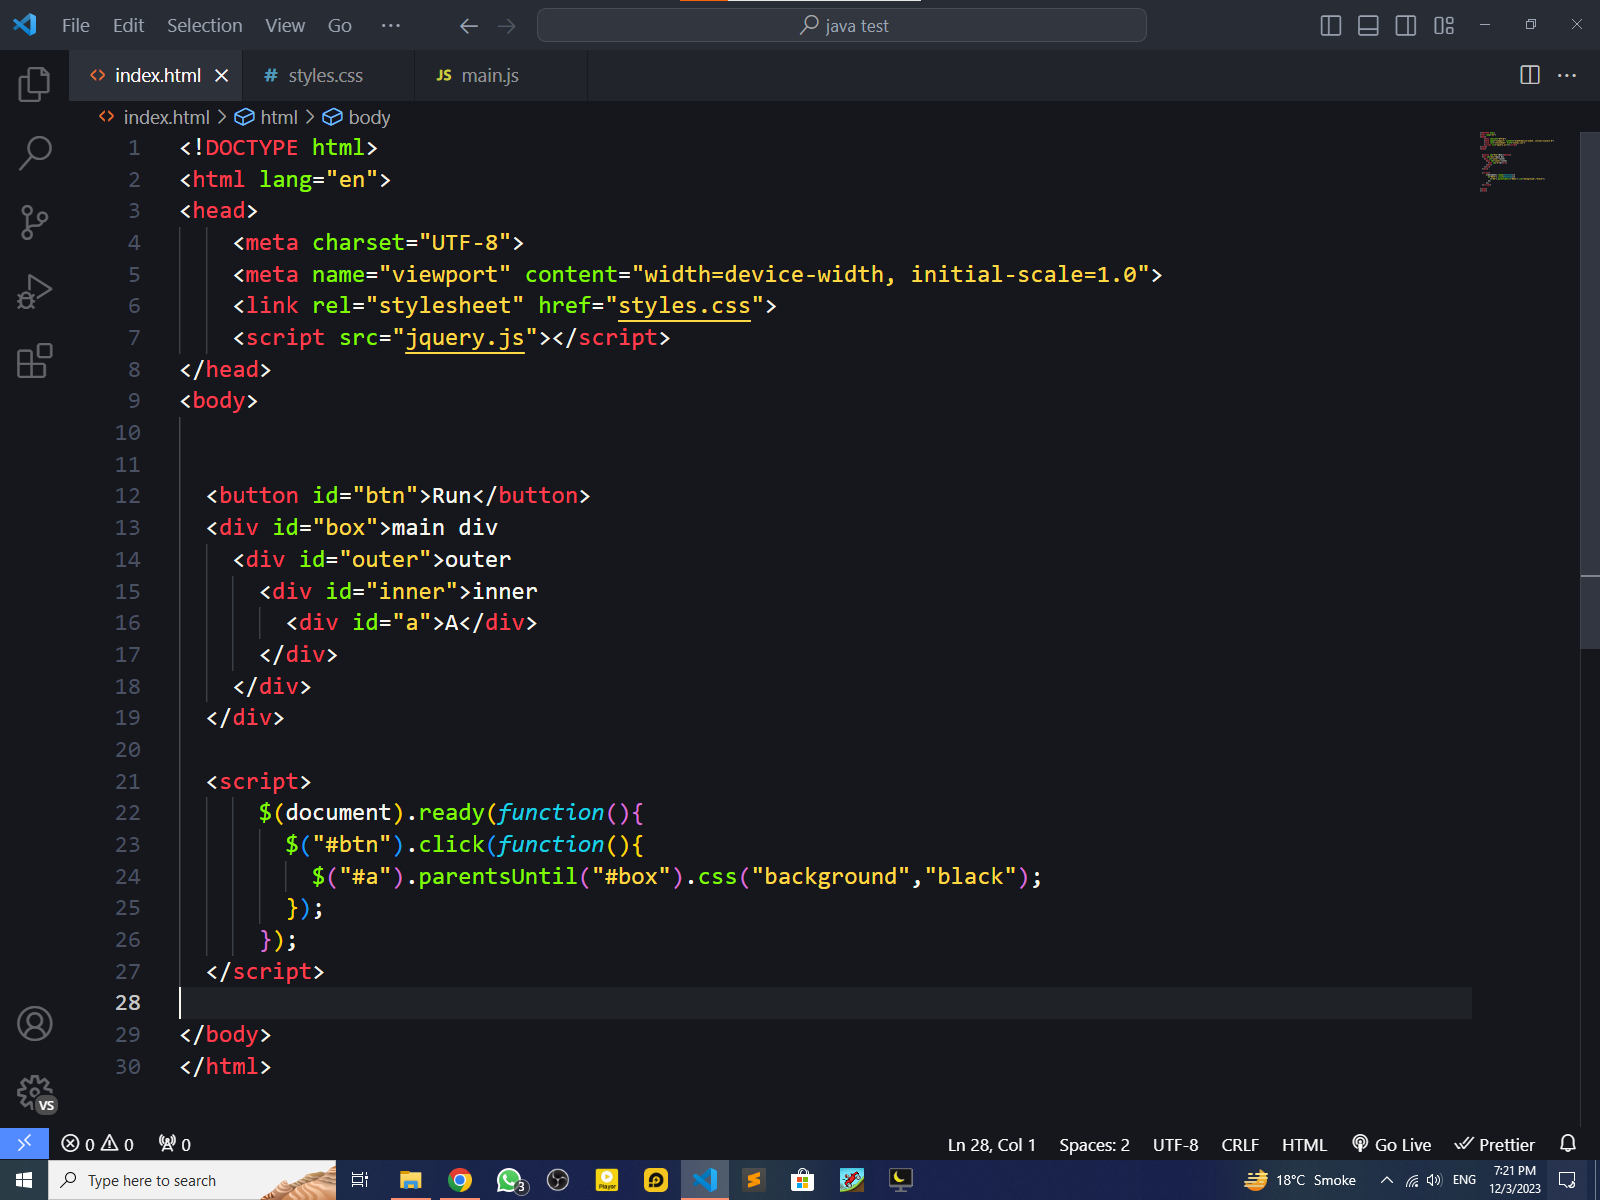 File Edit Selection View Go ··· java test
index.html # styles.css JS main.js
index.html > html > body
1 <!DOCTYPE html>
2 <html lang="en">
3 <head>
4 <meta charset="UTF-8">
5 <meta name="viewport" content="width=device-width, initial-scale=1.0">
6 <link rel="stylesheet" href="styles.css">
7 <script src="jquery.js"></script>
8 </head>
9 <body>
10
11
12 <button id="btn">Run</button>
13 <div id="box">main div
14 <div id="outer">outer
15 <div id="inner">inner
16 <div id="a">A</div>
17 </div>
18 </div>
19 </div>
20
21 <script>
22 $(document).ready(function(){
23 $("#btn").click(function(){
24 $("#a").parentsUntil("#box").css("background","black");
25 });
26 });
27 </script>
28
29 </body>
30 </html>
VS
0 0 0 Ln 28, Col 1 Spaces: 2 UTF-8 CRLF HTML Go Live Prettier
Type here to search 3 Player 18°C Smoke ENG 7:21 PM
12/3/2023